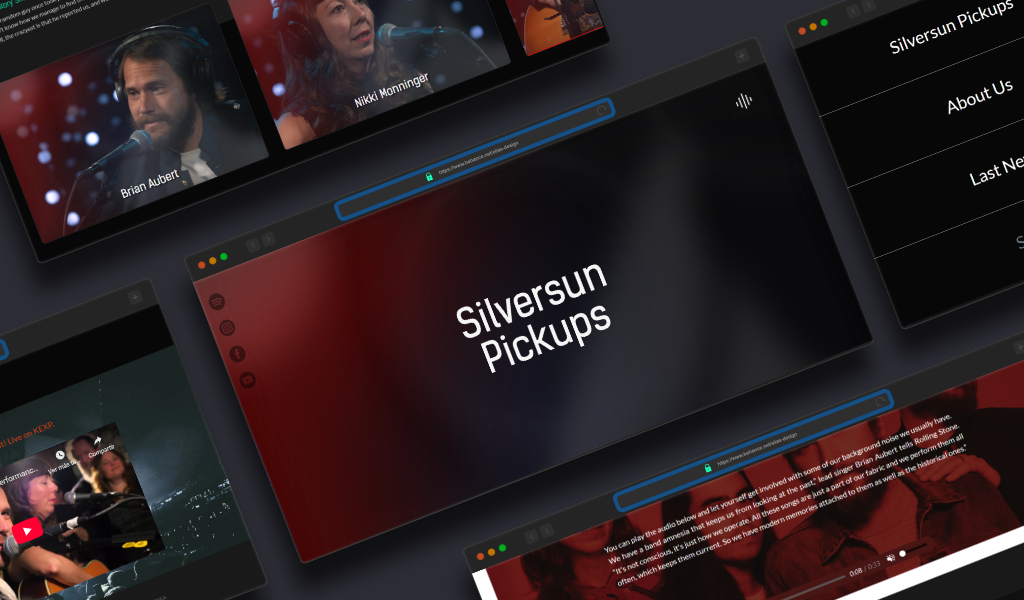 Brian Aubert
Nikki Monninger
https://www.behance.net/elias-design
Silversun
Pickups
Silversun Pickups
About Us
Last Ne
t! Live on KEXP.
erformanc...
Ver más t
Compartir
https://www.behance.net/elias-design
You can play the audio below and let yourself get involved with some of our background noise we usually have.
We have a band amnesia that keeps us from looking at the past," lead singer Brian Aubert tells Rolling Stone.
"It's not conscious, it's just how we operate. All these songs are just a part of our fabric and we perform them all
often, which keeps them current. So we have modern memories attached to them as well as the historical ones."
0:08 / 0:33